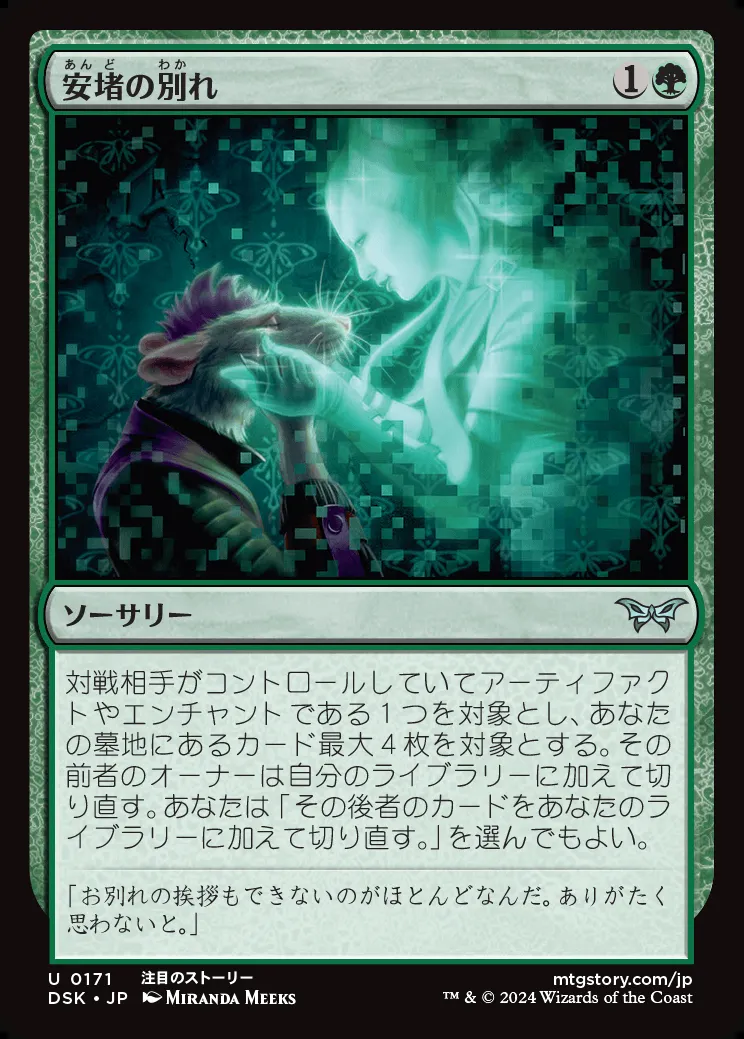 あんど わか
安堵の別れ
1
ソーサリー
対戦相手がコントロールしていてアーティファク
トやエンチャントである1つを対象とし、あなた
の墓地にあるカード最大4枚を対象とする。その
前者のオーナーは自分のライブラリーに加えて切
り直す。あなたは「その後者のカードをあなたのラ
イブラリーに加えて切り直す。」を選んでもよい。
「お別れの挨拶もできないのがほとんどなんだ。ありがたく
思わないと。」
U 0171 注目のストーリー
DSK • JP MIRANDA MEEKS
mtgstory.com/jp
™ & © 2024 Wizards of the Coast